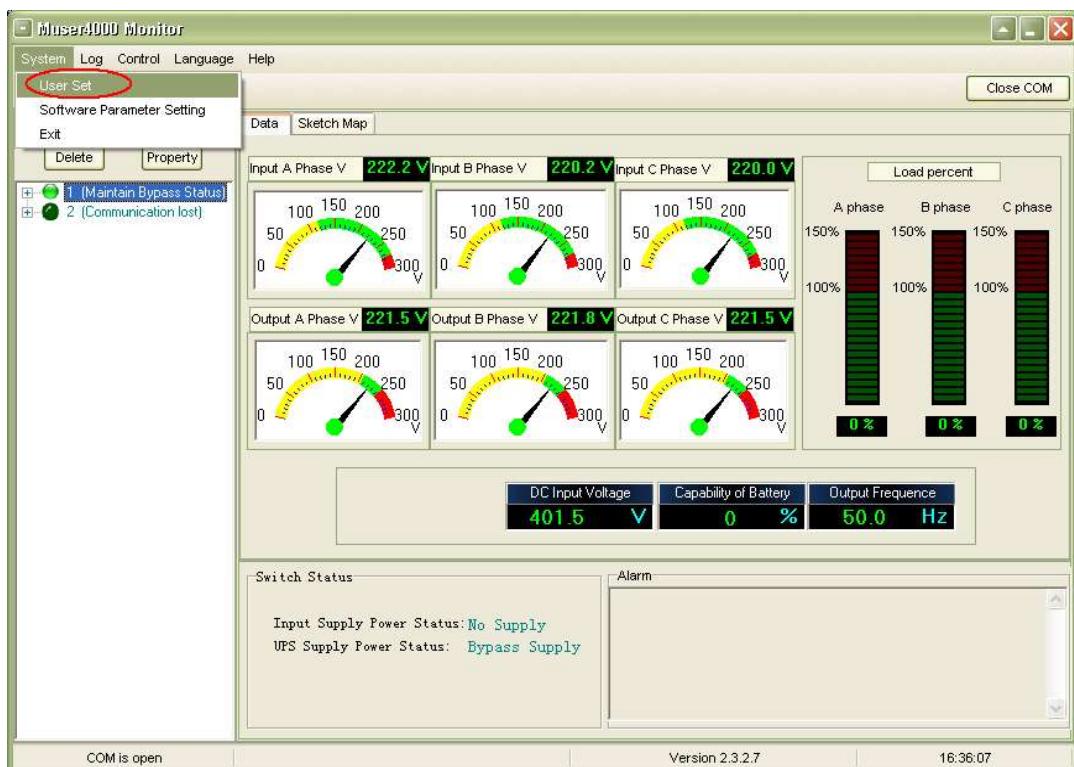 Muser4000 Monitor
System Log Control Language Help
User Set
Software Parameter Setting
Exit
Close COM
Delete Property
1 (Maintain Bypass Status)
2 (Communication lost)
Data Sketch Map
Input A Phase V 222.2 V Input B Phase V 220.2 V Input C Phase V 220.0 V
0 50 100 150 200 250 300 V
0 50 100 150 200 250 300 V
0 50 100 150 200 250 300 V
Output A Phase V 221.5 V Output B Phase V 221.8 V Output C Phase V 221.5 V
0 50 100 150 200 250 300 V
0 50 100 150 200 250 300 V
0 50 100 150 200 250 300 V
Load percent
A phase B phase C phase
150% 150% 150%
100% 100% 100%
0 % 0 % 0 %
DC Input Voltage Capability of Battery Output Frequence
401.5 V 0 % 50.0 Hz
Switch Status
Input Supply Power Status: No Supply
UPS Supply Power Status: Bypass Supply
Alarm
COM is open Version 2.3.2.7 16:36:07